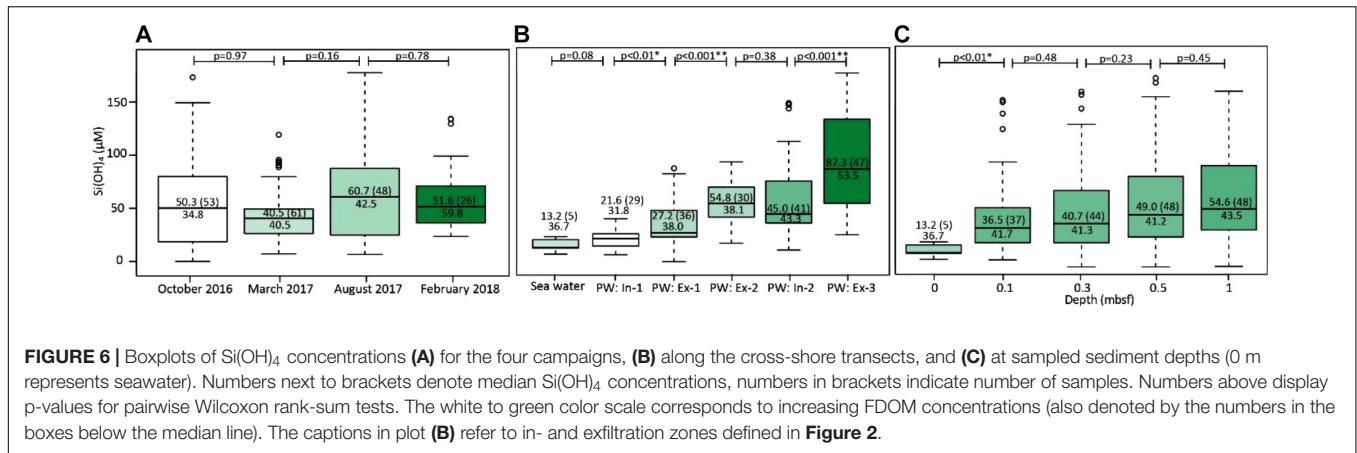 A B C
p=0.97 p=0.16 p=0.78
p=0.08 p<0.01* p<0.001** p=0.38 p<0.001**
p<0.01* p=0.48 p=0.23 p=0.45
Si(OH)₄ (µM)
150
100
50
0
50.3 (53)
34.8
40.5 (61)
40.5
60.7 (48)
42.5
51.6 (26)
59.8
October 2016 March 2017 August 2017 February 2018
13.2 (5)
36.7
21.6 (29)
31.8
27.2 (36)
38.0
54.8 (30)
38.1
45.0 (41)
43.3
87.3 (47)
53.5
Sea water PW: In-1 PW: Ex-1 PW: Ex-2 PW: In-2 PW: Ex-3
13.2 (5)
36.7
36.5 (37)
41.7
40.7 (44)
41.3
49.0 (48)
41.2
54.6 (48)
43.5
0 0.1 0.3 0.5 1
Depth (mbsf)
FIGURE 6 | Boxplots of Si(OH)₄ concentrations (A) for the four campaigns, (B) along the cross-shore transects, and (C) at sampled sediment depths (0 m
represents seawater). Numbers next to brackets denote median Si(OH)₄ concentrations, numbers in brackets indicate number of samples. Numbers above display
p-values for pairwise Wilcoxon rank-sum tests. The white to green color scale corresponds to increasing FDOM concentrations (also denoted by the numbers in the
boxes below the median line). The captions in plot (B) refer to in- and exfiltration zones defined in Figure 2.